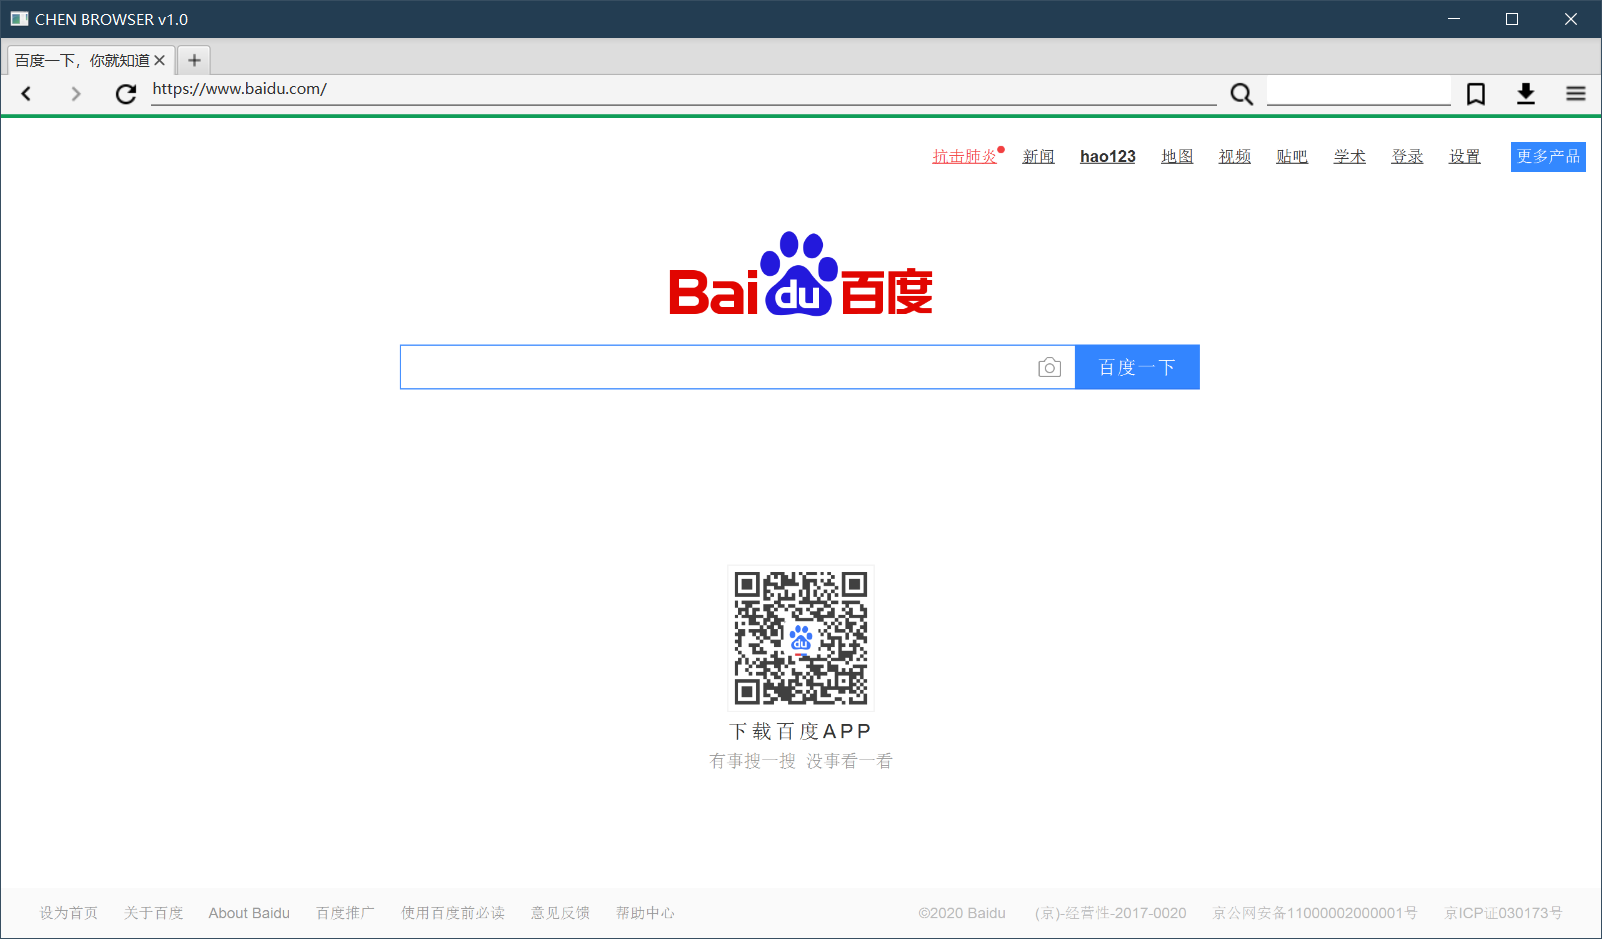 CHEN BROWSER v1.0
百度一下，你就知道
https://www.baidu.com/
抗击肺炎 新闻 hao123 地图 视频 贴吧 学术 登录 设置 更多产品
Bai du 百度
百度一下
du
下载百度APP
有事搜一搜 没事看一看
设为首页 关于百度 About Baidu 百度推广 使用百度前必读 意见反馈 帮助中心 ©2020 Baidu (京)-经营性-2017-0020 京公网安备11000002000001号 京ICP证030173号